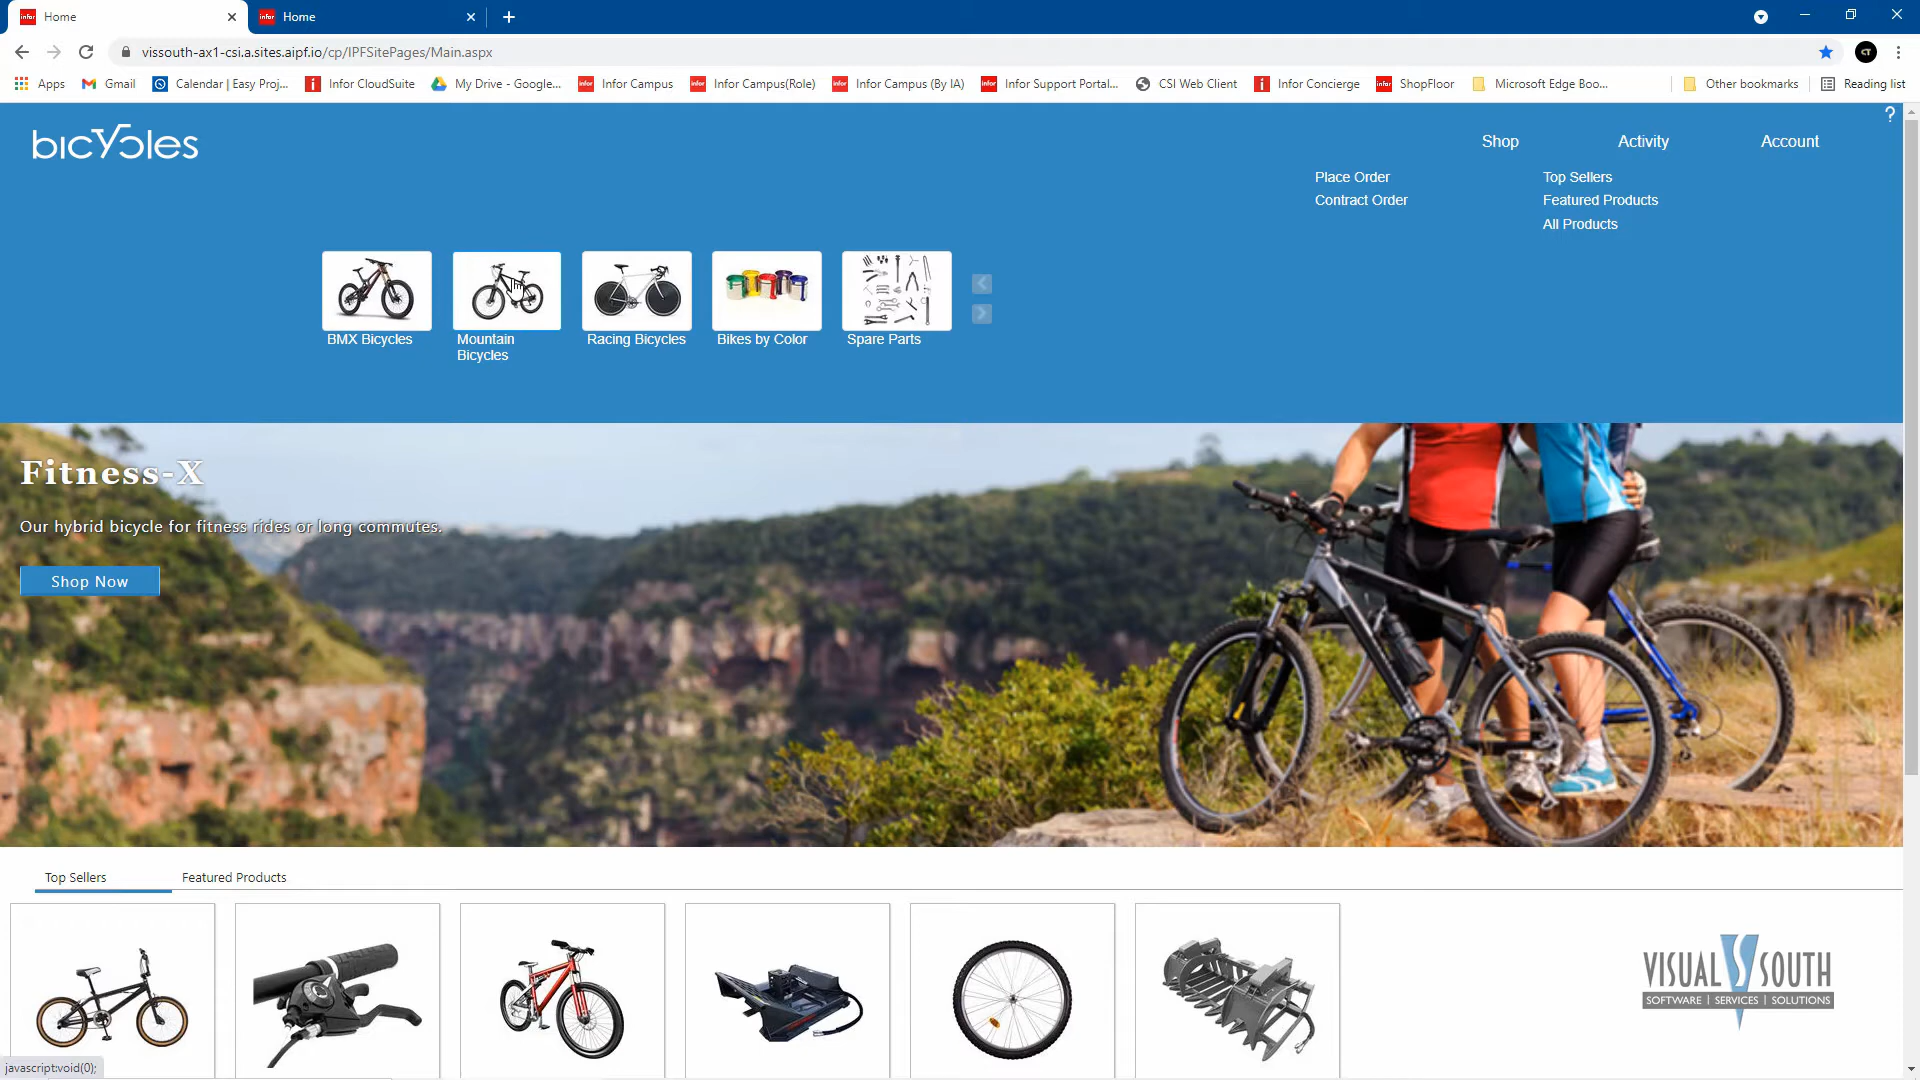 Home
Home
vissouth-ax1-csi.a.sites.aipf.io/cp/IPFSitePages/Main.aspx
CT
Apps
Gmail
Calendar | Easy Proj...
Infor CloudSuite
My Drive - Google...
Infor Campus
Infor Campus(Role)
Infor Campus (By IA)
Infor Support Portal...
CSI Web Client
Infor Concierge
ShopFloor
Microsoft Edge Boo...
Other bookmarks
Reading list
?
bicycles
Shop
Activity
Account
Place Order
Top Sellers
Contract Order
Featured Products
All Products
BMX Bicycles
Mountain
Bicycles
Racing Bicycles
Bikes by Color
Spare Parts
Fitness-X
Our hybrid bicycle for fitness rides or long commutes.
Shop Now
Top Sellers
Featured Products
VISUAL SOUTH
SOFTWARE | SERVICES | SOLUTIONS
javascript:void(0);